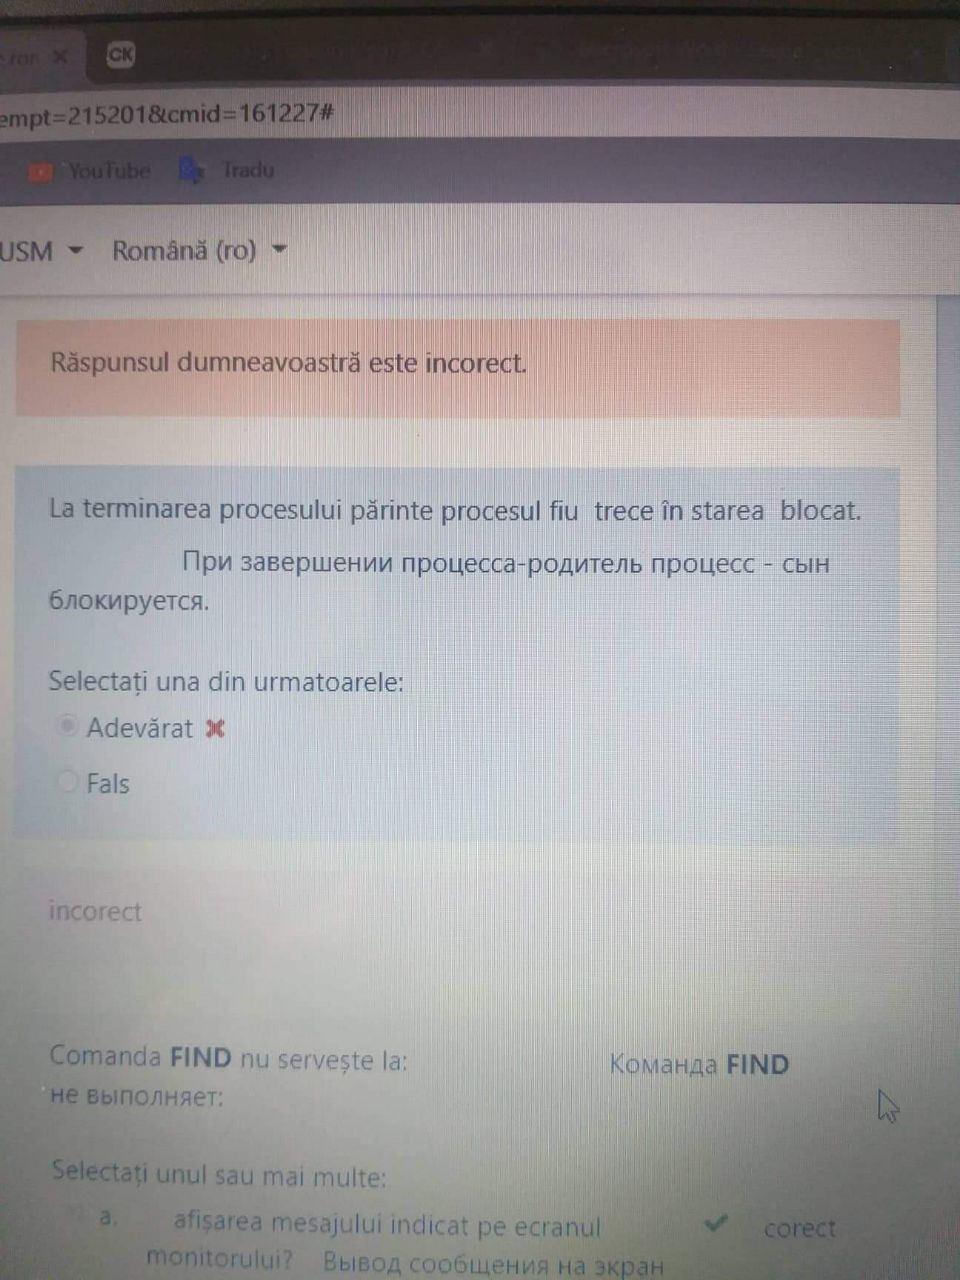 CK
empt=215201&cmid=161227#
YouTube Tradu
USM Română (ro)
Răspunsul dumneavoastră este incorect.
La terminarea procesului părinte procesul fiu trece în starea blocat.
При завершении процесса-родитель процесс - сын
блокируется.
Selectați una din urmatoarele:
Adevărat
Fals
incorect
Comanda FIND nu servește la: Команда FIND
не выполняет:
Selectați unul sau mai multe:
a. afișarea mesajului indicat pe ecranul corect
monitorului? Вывод сообщения на экран